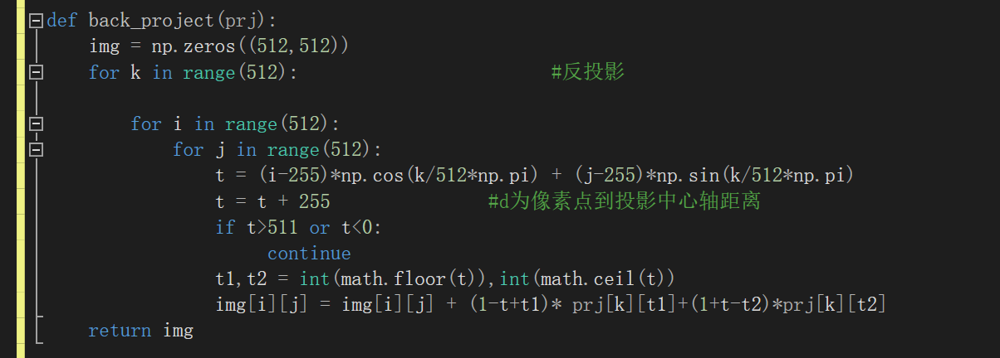 def back_project(prj):
    img = np.zeros((512,512))
    for k in range(512):                        #反投影
        for i in range(512):
            for j in range(512):
                t = (i-255)*np.cos(k/512*np.pi) + (j-255)*np.sin(k/512*np.pi)
                t = t + 255               #d为像素点到投影中心轴距离
                if t>511 or t<0:
                     continue
                t1,t2 = int(math.floor(t)),int(math.ceil(t))
                img[i][j] = img[i][j] + (1-t+t1)* prj[k][t1]+(1+t-t2)*prj[k][t2]
    return img